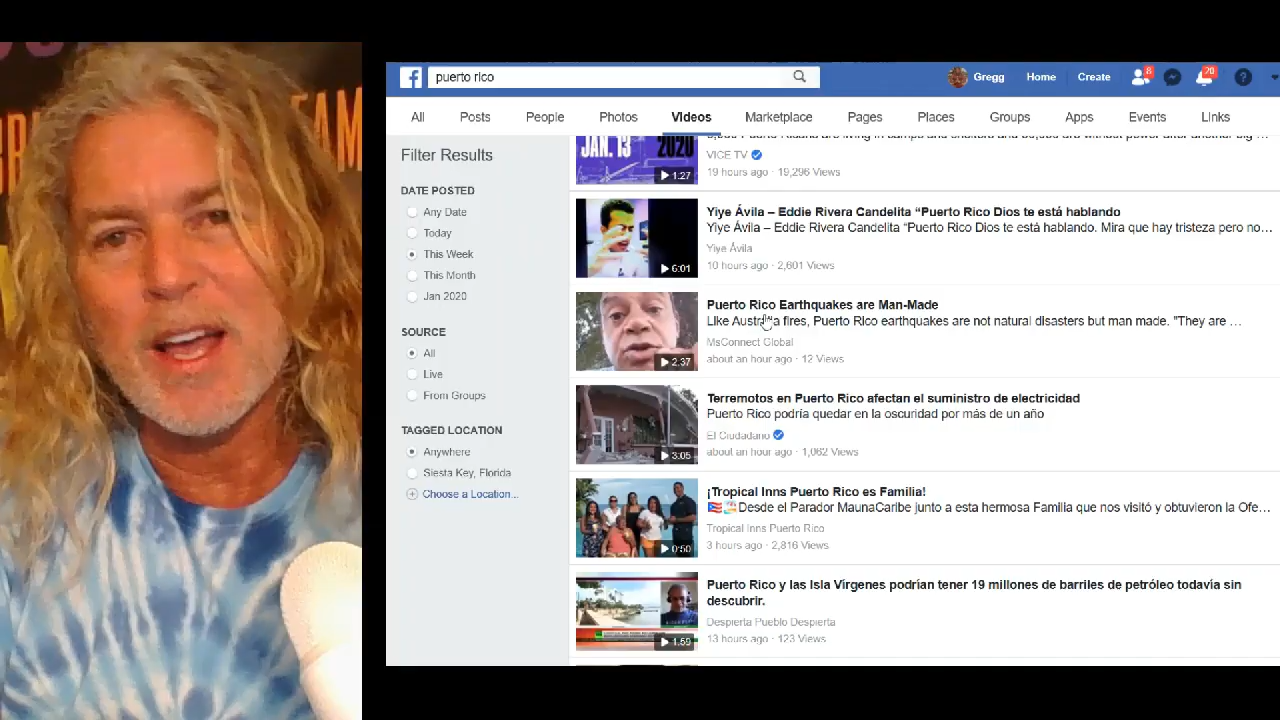 puerto rico
Gregg
Home
Create
8
20
All
Posts
People
Photos
Videos
Marketplace
Pages
Places
Groups
Apps
Events
Links
Filter Results
DATE POSTED
Any Date
Today
This Week
This Month
Jan 2020
SOURCE
All
Live
From Groups
TAGGED LOCATION
Anywhere
Siesta Key, Florida
Choose a Location...
JAN. 13 2020
1:27
VICE TV
19 hours ago · 19,296 Views
6:01
Yiye Ávila – Eddie Rivera Candelita “Puerto Rico Dios te está hablando
Yiye Ávila – Eddie Rivera Candelita “Puerto Rico Dios te está hablando. Mira que hay tristeza pero no...
Yiye Ávila
10 hours ago · 2,601 Views
2:37
Puerto Rico Earthquakes are Man-Made
Like Australia fires, Puerto Rico earthquakes are not natural disasters but man made. "They are ...
MsConnect Global
about an hour ago · 12 Views
3:05
Terremotos en Puerto Rico afectan el suministro de electricidad
Puerto Rico podría quedar en la oscuridad por más de un año
El Ciudadano
about an hour ago · 1,062 Views
0:50
¡Tropical Inns Puerto Rico es Familia!
Desde el Parador MaunaCaribe junto a esta hermosa Familia que nos visitó y obtuvieron la Ofe...
Tropical Inns Puerto Rico
3 hours ago · 2,816 Views
1:59
Puerto Rico y las Isla Vírgenes podrían tener 19 millones de barriles de petróleo todavía sin
descubrir.
Despierta Pueblo Despierta
13 hours ago · 123 Views